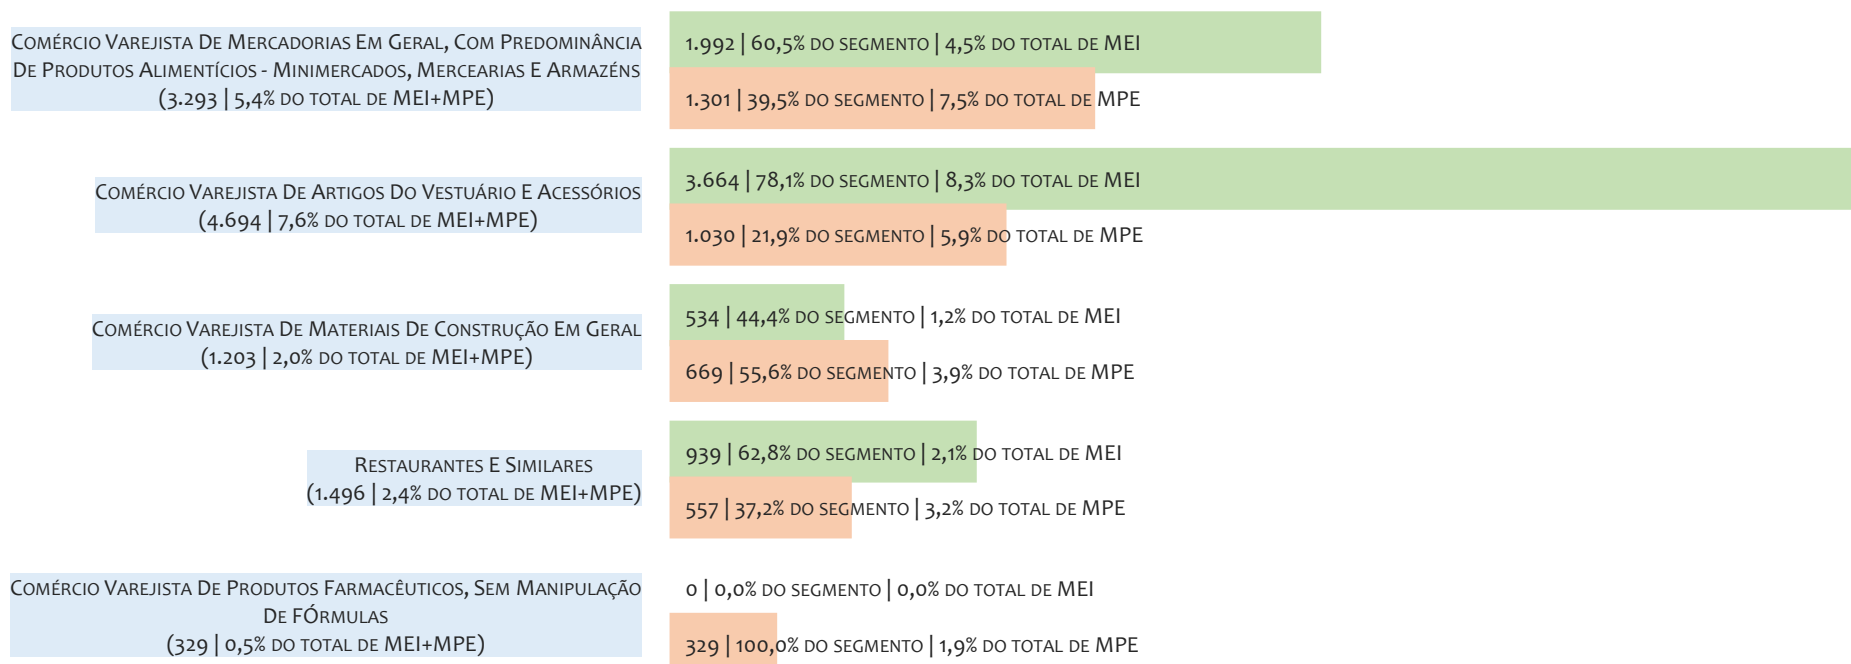 Comércio Varejista De Mercadorias Em Geral, Com Predominância
De Produtos Alimentícios - Minimercados, Mercearias E Armazéns
(3.293 | 5,4% do total de MEI+MPE)
1.992 | 60,5% do segmento | 4,5% do total de MEI
1.301 | 39,5% do segmento | 7,5% do total de MPE
Comércio Varejista De Artigos Do Vestuário E Acessórios
(4.694 | 7,6% do total de MEI+MPE)
3.664 | 78,1% do segmento | 8,3% do total de MEI
1.030 | 21,9% do segmento | 5,9% do total de MPE
Comércio Varejista De Materiais De Construção Em Geral
(1.203 | 2,0% do total de MEI+MPE)
534 | 44,4% do segmento | 1,2% do total de MEI
669 | 55,6% do segmento | 3,9% do total de MPE
Restaurantes E Similares
(1.496 | 2,4% do total de MEI+MPE)
939 | 62,8% do segmento | 2,1% do total de MEI
557 | 37,2% do segmento | 3,2% do total de MPE
Comércio Varejista De Produtos Farmacêuticos, Sem Manipulação
De FÓrmulas
(329 | 0,5% do total de MEI+MPE)
0 | 0,0% do segmento | 0,0% do total de MEI
329 | 100,0% do segmento | 1,9% do total de MPE